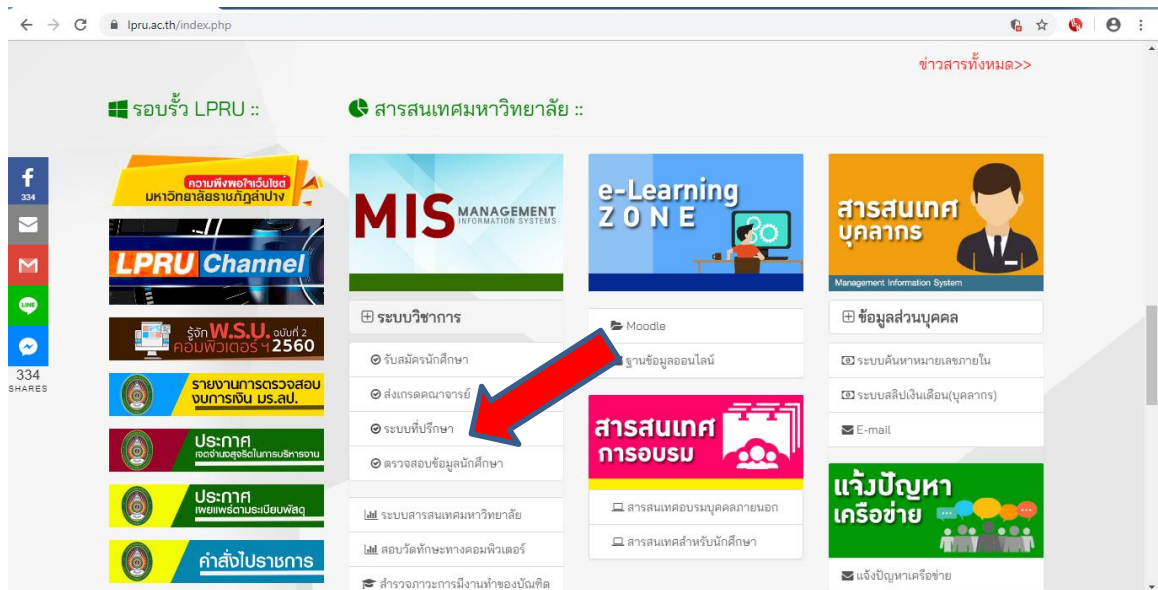 lpru.ac.th/index.php
ข่าวสารทั้งหมด>>
รอบรั้ว LPRU ::
สารสนเทศมหาวิทยาลัย ::
334
334
SHARES
ความพึงพอใจเว็บไซต์
มหาวิทยาลัยราชภัฏลำปาง
LPRU Channel
รู้จัก พ.ร.บ. ฉบับที่ 2
คอมพิวเตอร์ ฯ 2560
รายงานการตรวจสอบ
งบการเงิน มร.ลป.
ประกาศ
เจตจำนงสุจริตในการบริหารงาน
ประกาศ
เผยแพร่ตามระเบียบพัสดุ
คำสั่งไปราชการ
MIS MANAGEMENT
INFORMATION SYSTEMS
ระบบวิชาการ
รับสมัครนักศึกษา
ส่งเกรดคณาจารย์
ระบบที่ปรึกษา
ตรวจสอบข้อมูลนักศึกษา
ระบบสารสนเทศมหาวิทยาลัย
สอบวัดทักษะทางคอมพิวเตอร์
สำรวจภาวะการมีงานทำของบัณฑิต
e-Learning
ZONE
Moodle
ฐานข้อมูลออนไลน์
สารสนเทศ
การอบรม
สารสนเทศอบรมบุคคลภายนอก
สารสนเทศสำหรับนักศึกษา
สารสนเทศ
บุคลากร
Management Information System
ข้อมูลส่วนบุคคล
ระบบค้นหาหมายเลขภายใน
ระบบสลิปเงินเดือน(บุคลากร)
E-mail
แจ้งปัญหา
เครือข่าย
แจ้งปัญหาเครือข่าย
LINE